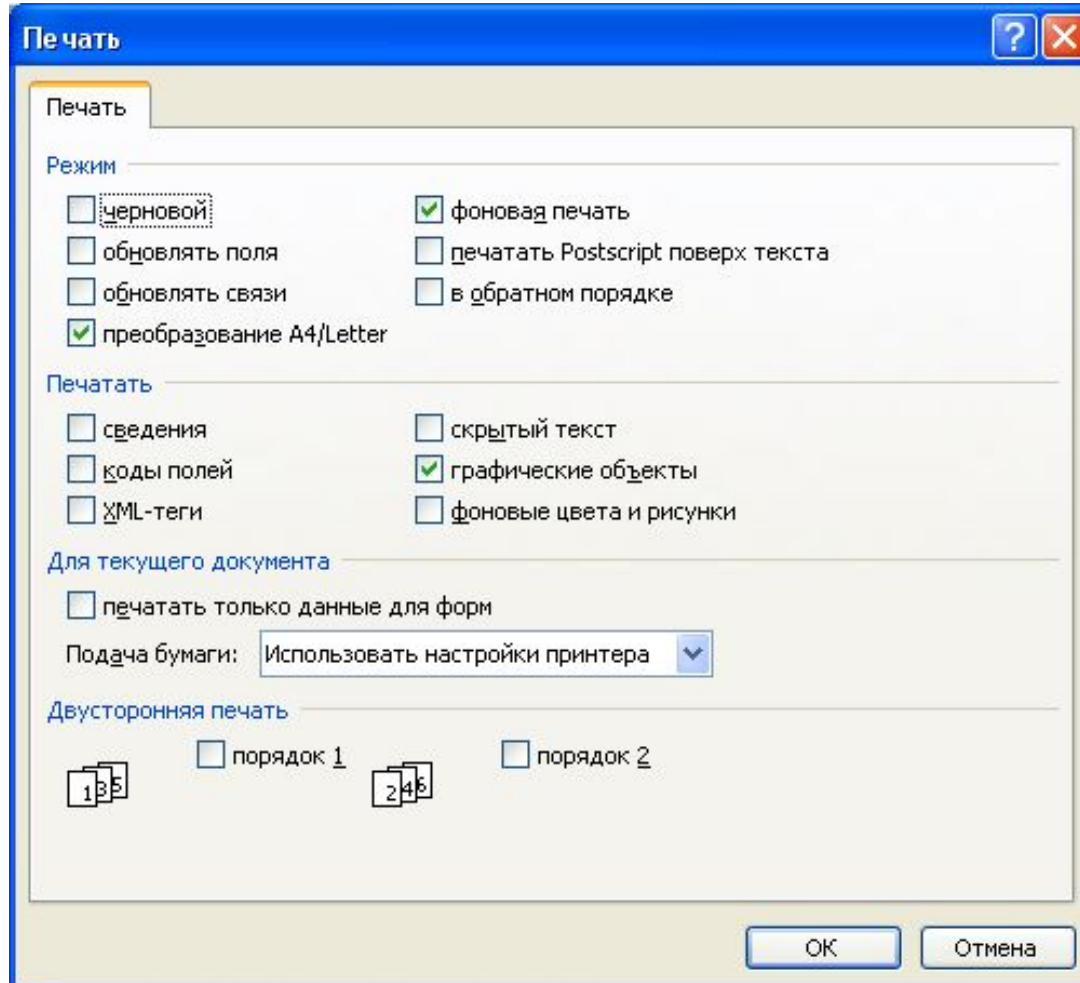 Печать
Печать
Режим
черновой
фоновая печать
обновлять поля
печатать Postscript поверх текста
обновлять связи
в обратном порядке
преобразование A4/Letter
Печатать
сведения
скрытый текст
коды полей
графические объекты
XML-теги
фоновые цвета и рисунки
Для текущего документа
печатать только данные для форм
Подача бумаги: Использовать настройки принтера
Двусторонняя печать
порядок 1
порядок 2
1 3 5
2 4 6
ОК
Отмена